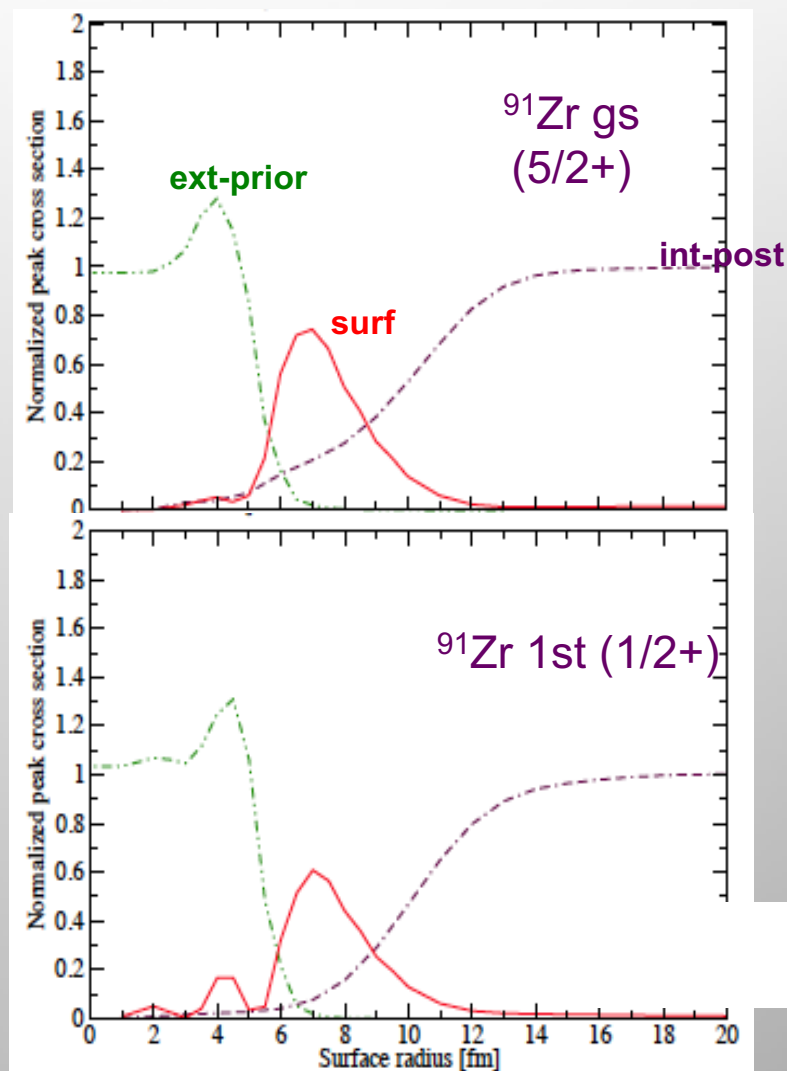 2
1.8
1.6
1.4
1.2
1
0.8
0.6
0.4
0.2
0
Normalized peak cross section
⁹¹Zr gs
(5/2+)
ext-prior
int-post
surf
2
1.8
1.6
1.4
1.2
1
0.8
0.6
0.4
0.2
0
Normalized peak cross section
⁹¹Zr 1st (1/2+)
0 2 4 6 8 10 12 14 16 18 20
Surface radius [fm]